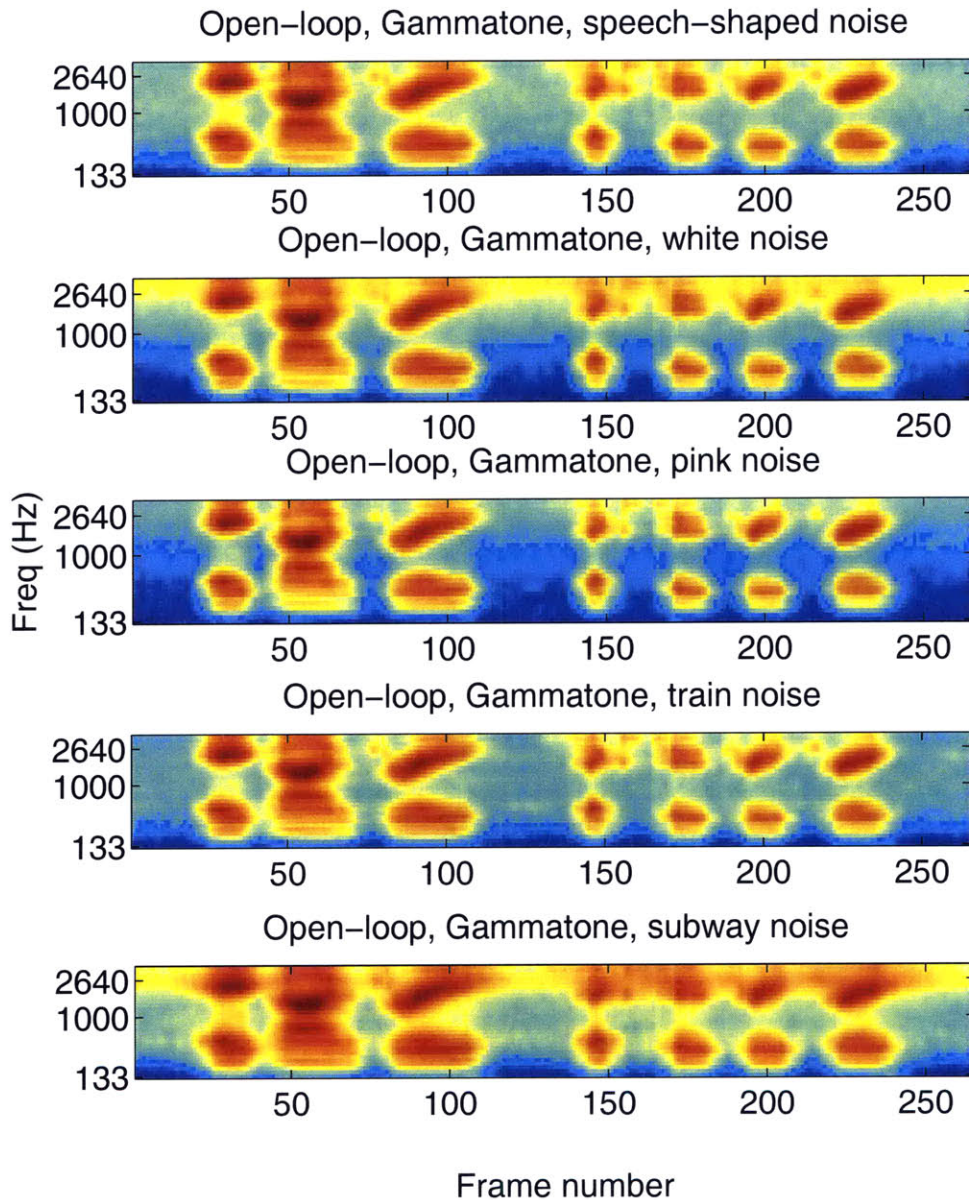 Open-loop, Gammatone, speech-shaped noise
2640
1000
133
50 100 150 200 250
Open-loop, Gammatone, white noise
2640
1000
133
50 100 150 200 250
Open-loop, Gammatone, pink noise
2640
1000
133
50 100 150 200 250
Freq (Hz)
Open-loop, Gammatone, train noise
2640
1000
133
50 100 150 200 250
Open-loop, Gammatone, subway noise
2640
1000
133
50 100 150 200 250
Frame number